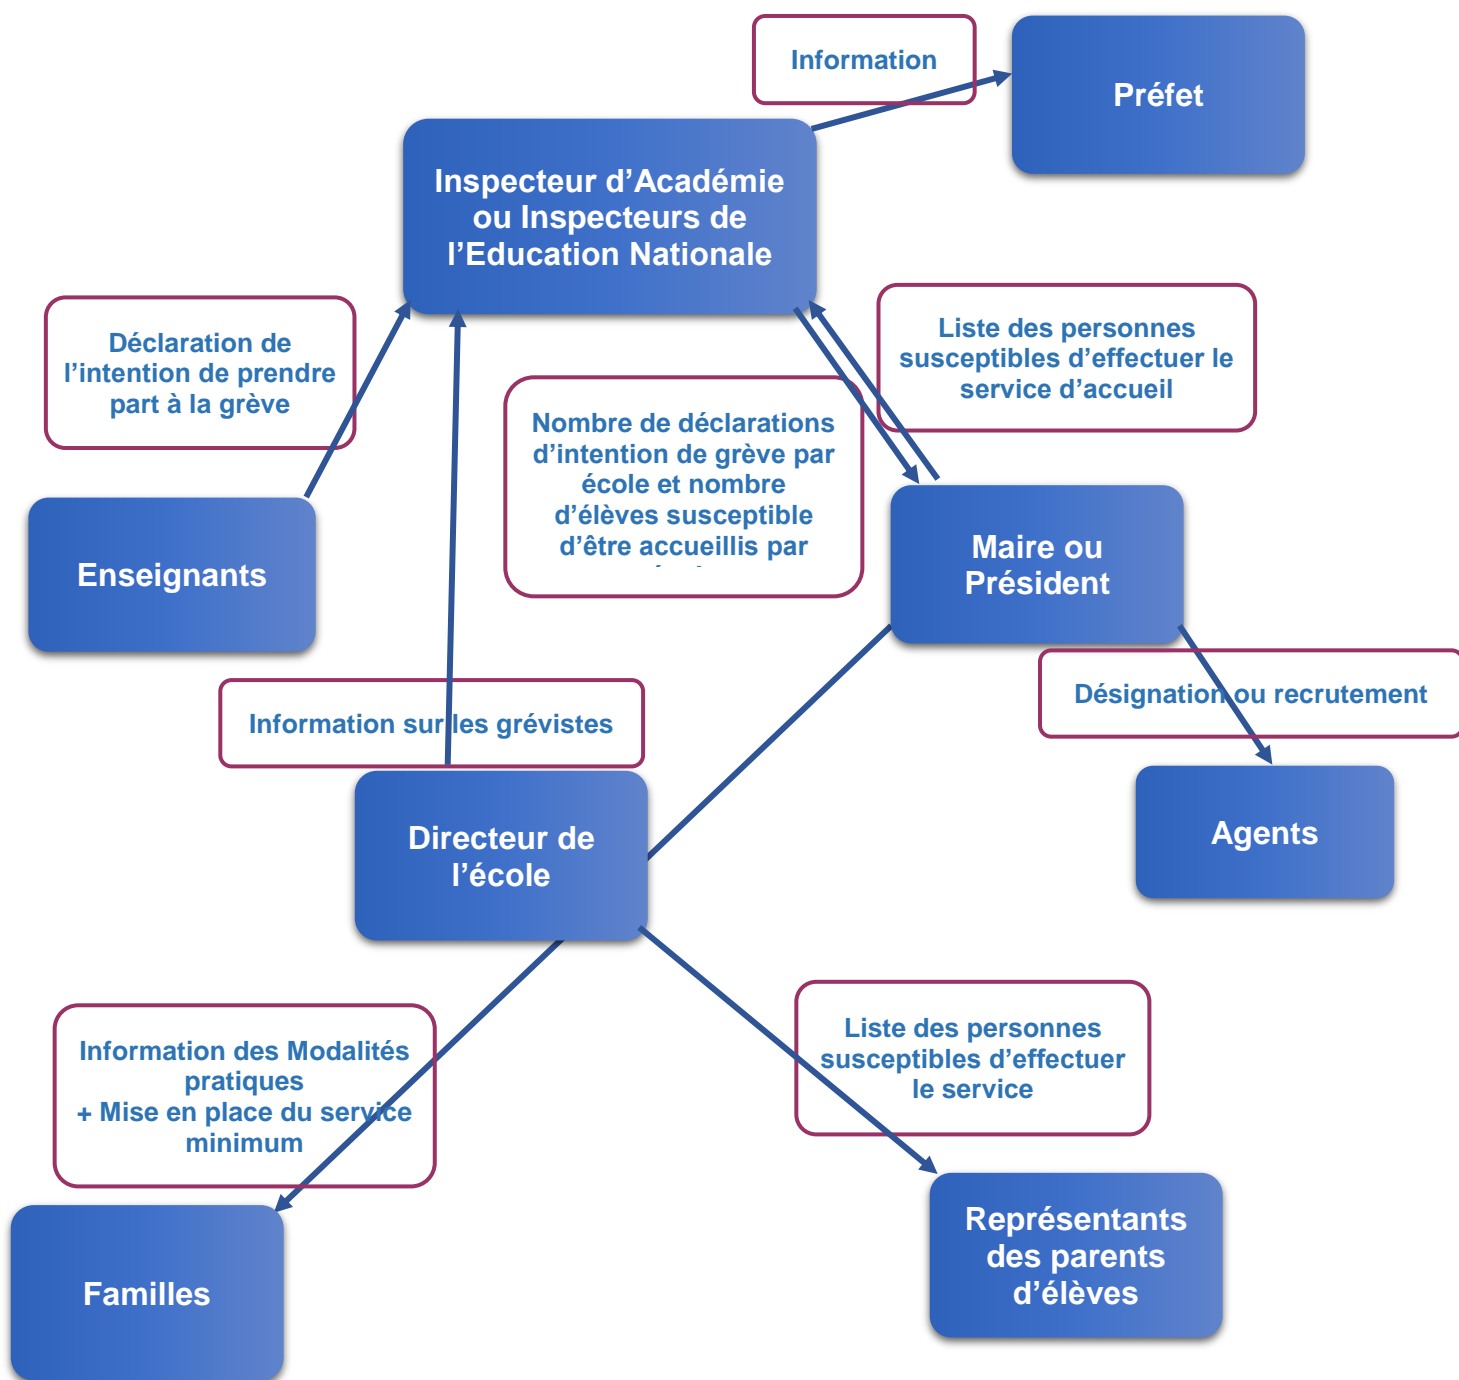 Information
Préfet
Inspecteur d’Académie
ou Inspecteurs de
l’Education Nationale
Déclaration de
l’intention de prendre
part à la grève
Liste des personnes
susceptibles d’effectuer le
service d’accueil
Nombre de déclarations
d’intention de grève par
école et nombre
d’élèves susceptible
d’être accueillis par
Enseignants
Maire ou
Président
Information sur les grévistes
Désignation ou recrutement
Directeur de
l’école
Agents
Information des Modalités
pratiques
+ Mise en place du service
minimum
Liste des personnes
susceptibles d’effectuer
le service
Familles
Représentants
des parents
d’élèves